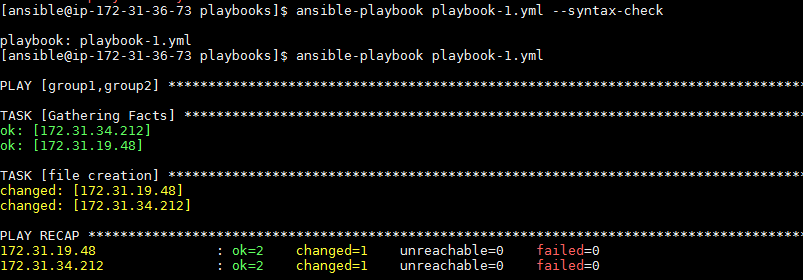 [ansible@ip-172-31-36-73 playbooks]$ ansible-playbook playbook-1.yml --syntax-check
playbook: playbook-1.yml
[ansible@ip-172-31-36-73 playbooks]$ ansible-playbook playbook-1.yml
PLAY [group1,group2] *******************************************************************************
TASK [Gathering Facts] *****************************************************************************
ok: [172.31.34.212]
ok: [172.31.19.48]
TASK [file creation] *******************************************************************************
changed: [172.31.19.48]
changed: [172.31.34.212]
PLAY RECAP *****************************************************************************************
172.31.19.48               : ok=2    changed=1    unreachable=0    failed=0
172.31.34.212              : ok=2    changed=1    unreachable=0    failed=0